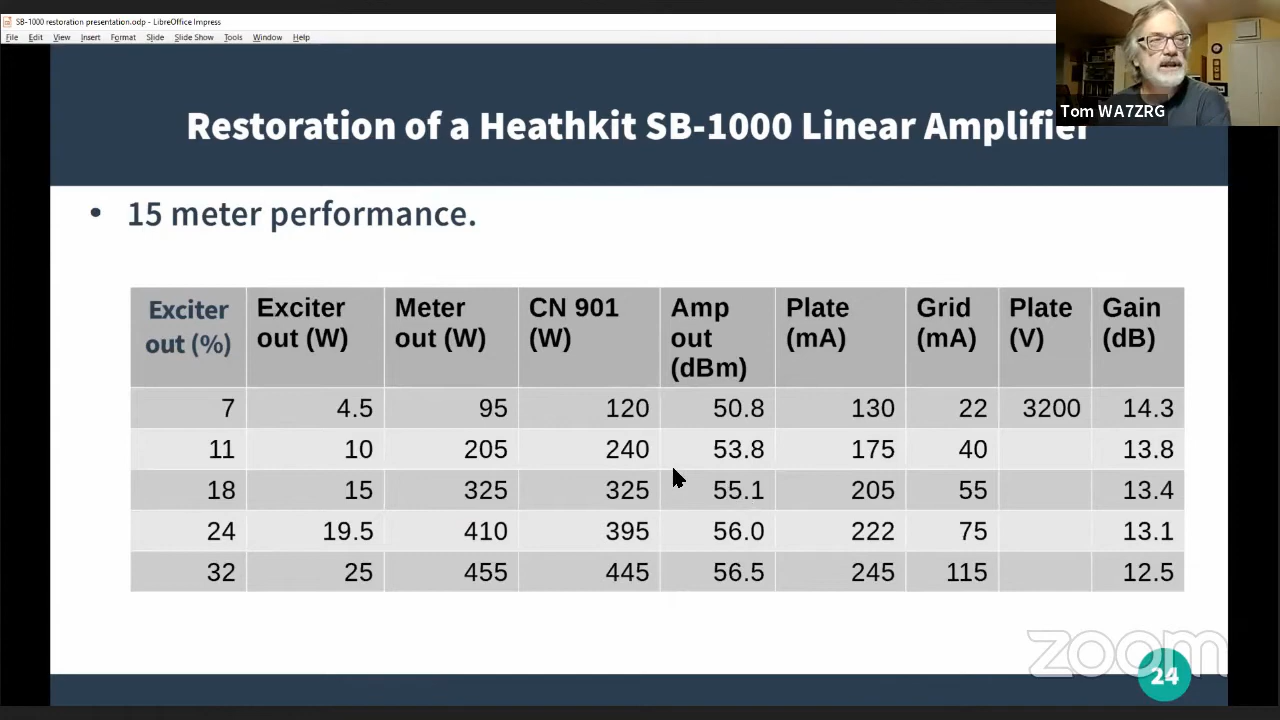 SB-1000 restoration presentation.odp - LibreOffice Impress
File Edit View Insert Format Slide Slide Show Tools Window Help
Tom WA7ZRG
Restoration of a Heathkit SB-1000 Linear Amplifier
• 15 meter performance.
Exciter out (%) Exciter out (W) Meter out (W) CN 901 (W) Amp out (dBm) Plate (mA) Grid (mA) Plate (V) Gain (dB)
7 4.5 95 120 50.8 130 22 3200 14.3
11 10 205 240 53.8 175 40 13.8
18 15 325 325 55.1 205 55 13.4
24 19.5 410 395 56.0 222 75 13.1
32 25 455 445 56.5 245 115 12.5
zoom
24